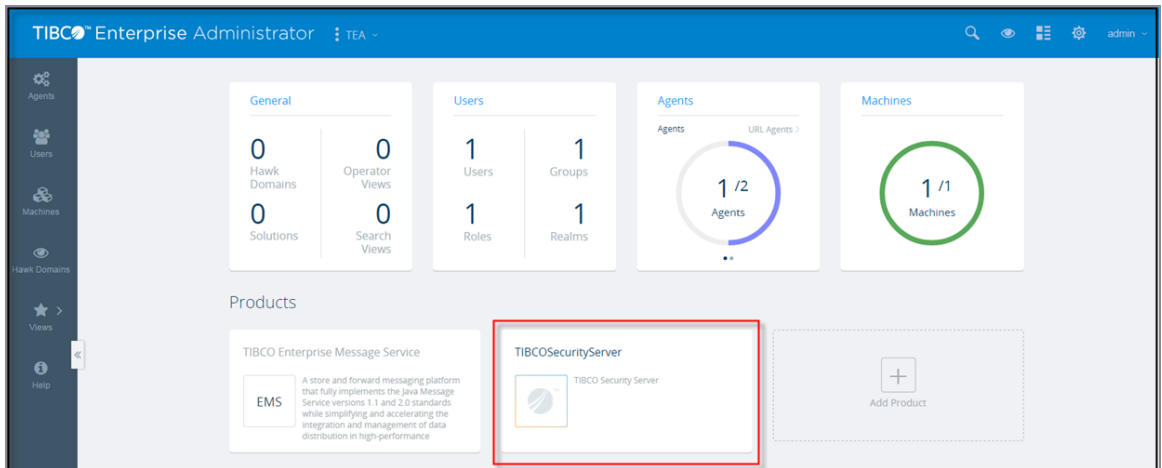 TIBCO™ Enterprise Administrator
TEA
admin
Agents
Users
Machines
Hawk Domains
Views
Help
General
0
Hawk
Domains
0
Operator
Views
0
Solutions
0
Search
Views
Users
1
Users
1
Groups
1
Roles
1
Realms
Agents
Agents
URL Agents >
1 /2
Agents
Machines
1 /1
Machines
Products
TIBCO Enterprise Message Service
EMS
A store and forward messaging platform
that fully implements the Java Message
Service versions 1.1 and 2.0 standards
while simplifying and accelerating the
integration and management of data
distribution in high-performance
TIBCOSecurityServer
TIBCO Security Server
Add Product